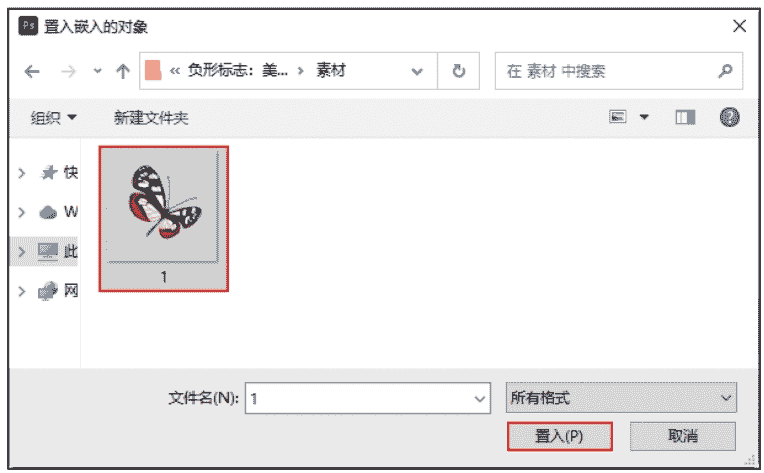 Ps 置入嵌入的对象
« 负形标志：美... › 素材
在 素材 中搜索
组织
新建文件夹
快
W
此
网
1
文件名(N): 1
所有格式
置入(P)
取消